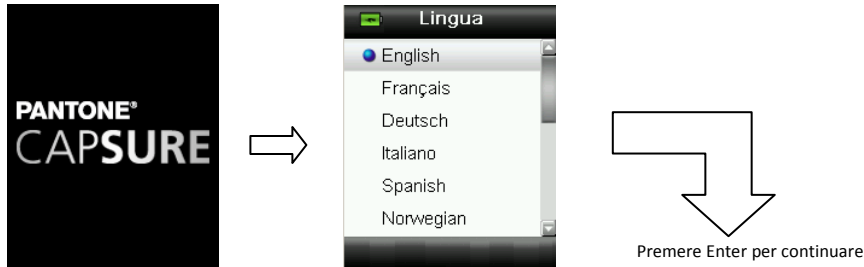 PANTONE®
CAPSURE
Lingua
English
Français
Deutsch
Italiano
Spanish
Norwegian
Premere Enter per continuare